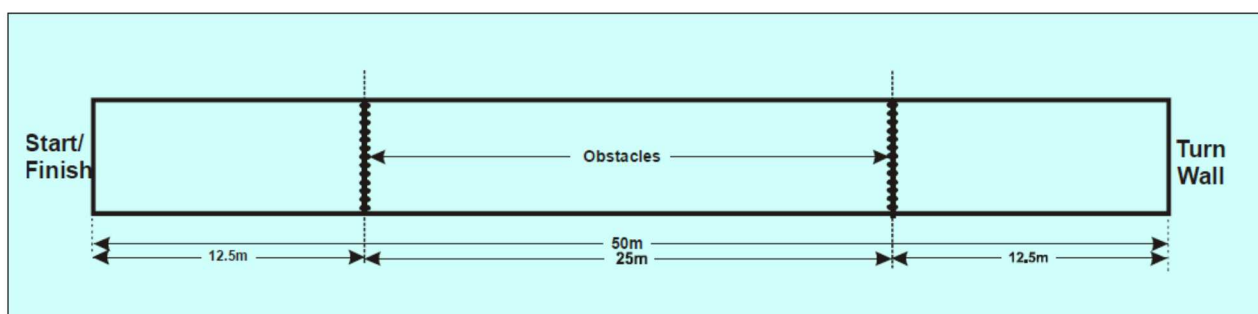 Start/
Finish
Obstacles
Turn
Wall
50m
12.5m
25m
12.5m